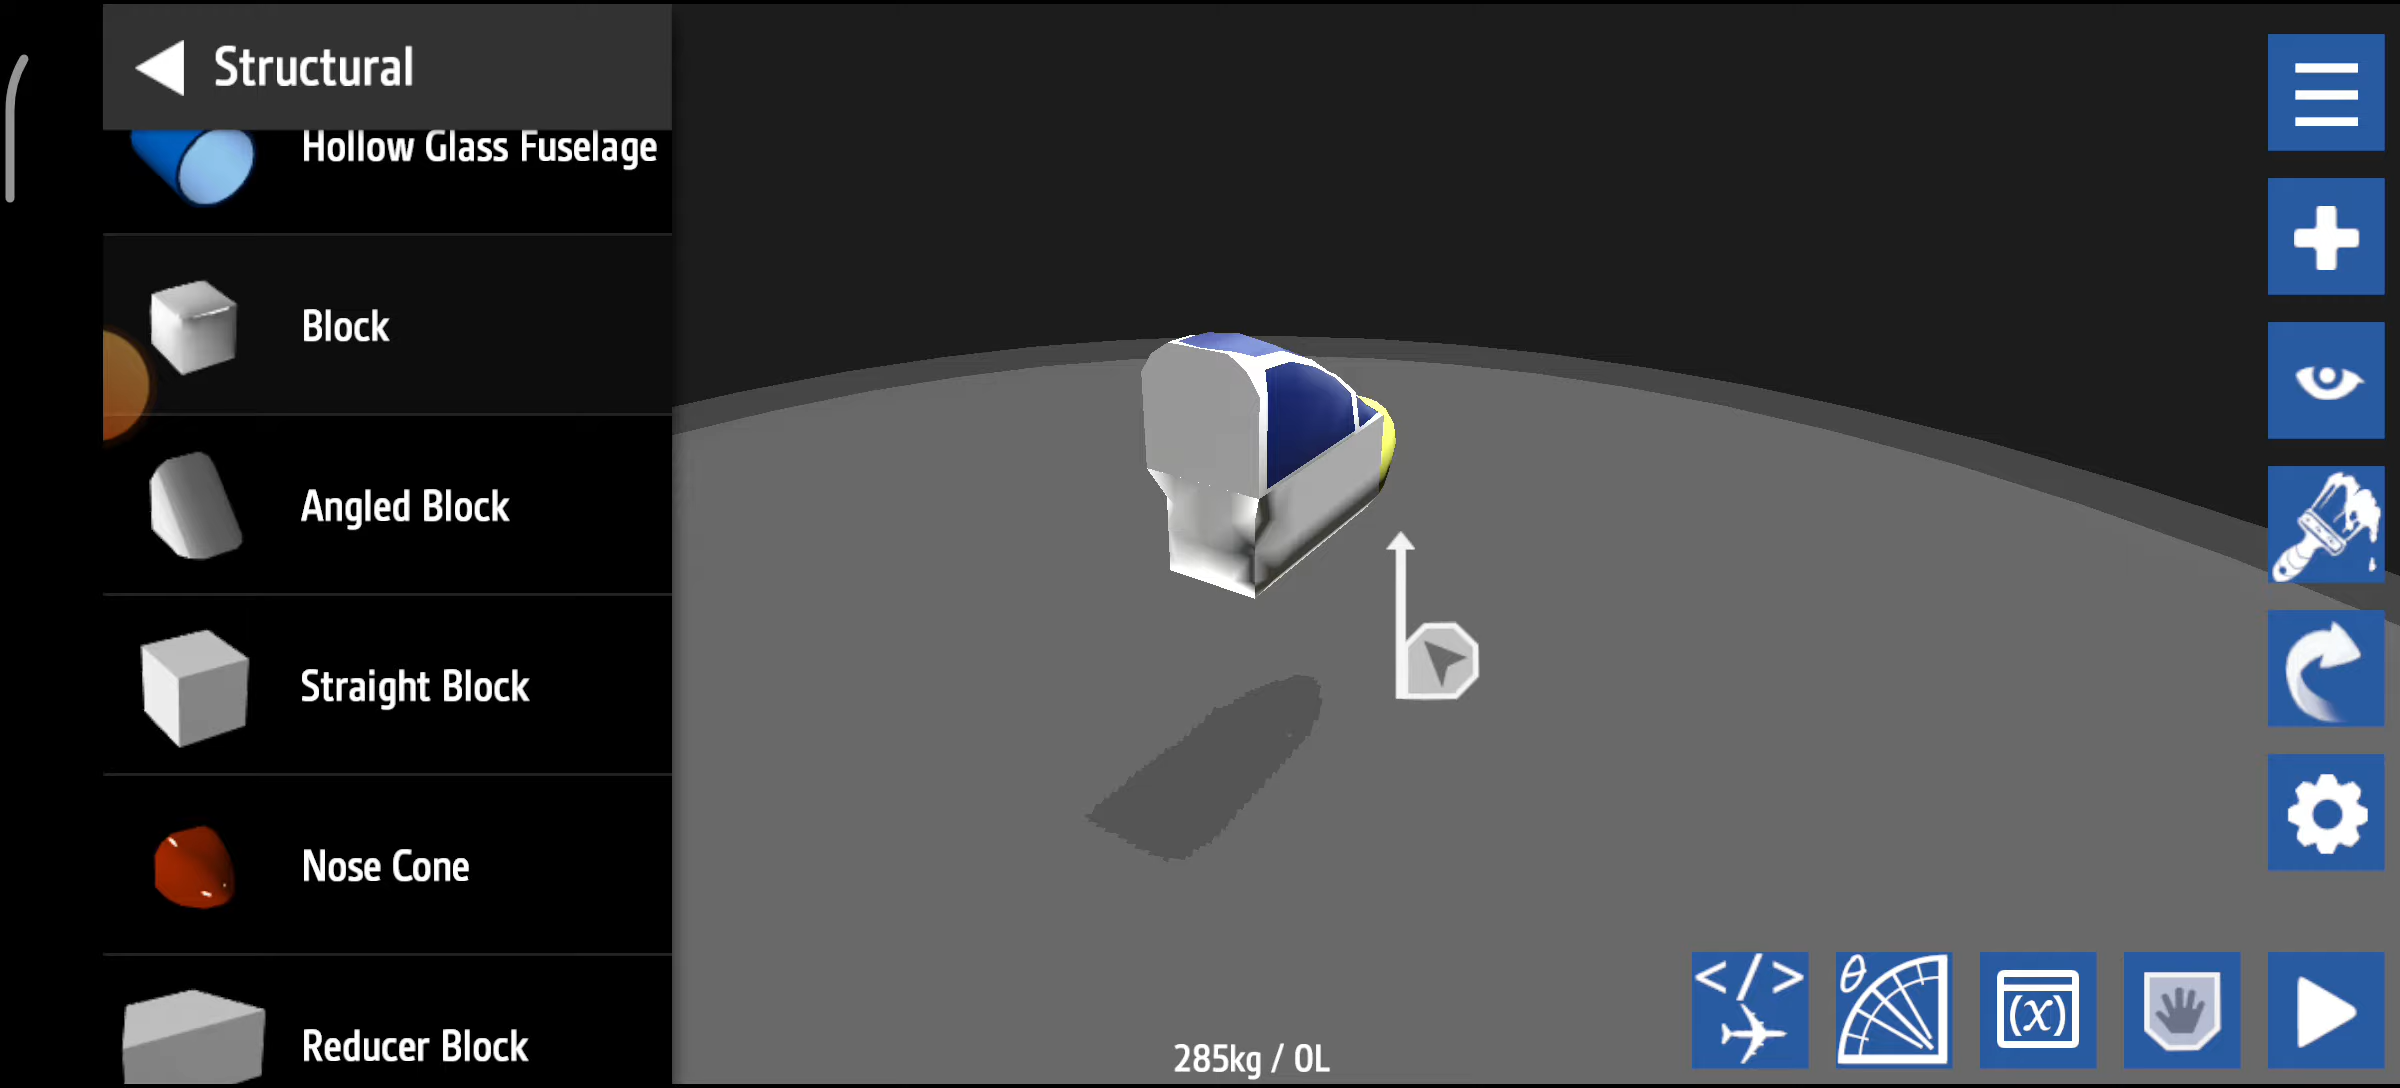 Structural
Hollow Glass Fuselage
Block
Angled Block
Straight Block
Nose Cone
Reducer Block
285kg / 0L
</>
θ
(x)